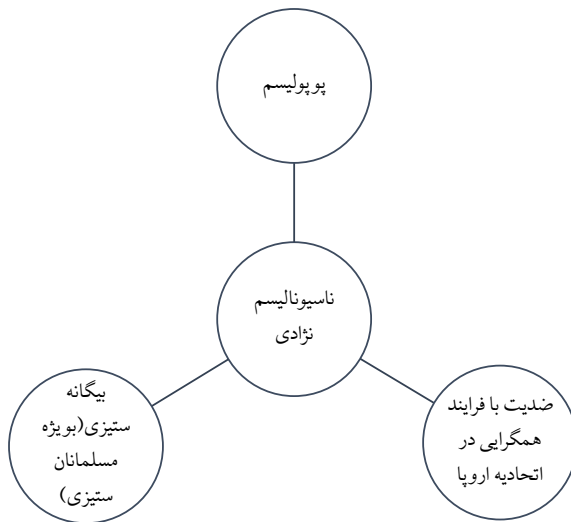 پوپولیسم
ناسیونالیسم
نژادی
ضدیت با فرایند
همگرایی در
اتحادیه اروپا
بیگانه
ستیزی(بویژه
مسلمانان
ستیزی)